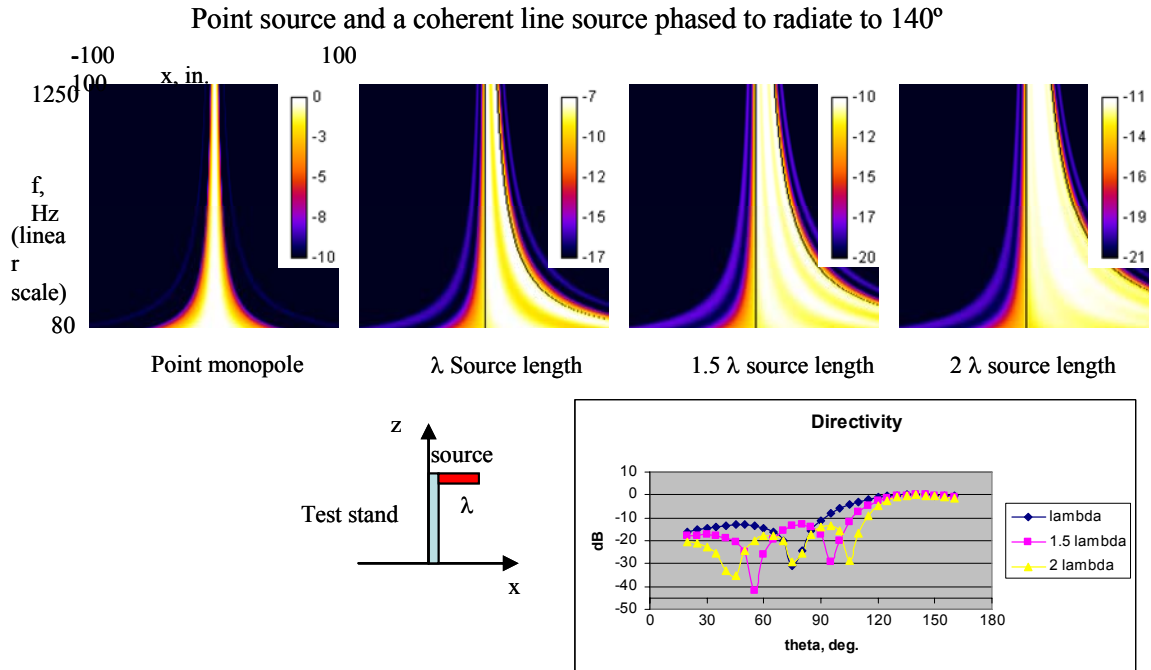 Point source and a coherent line source phased to radiate to 140º
-100
100
x, in.
100
1250
f,
Hz
(linea
r
scale)
80
0
-3
-5
-8
-10
-7
-10
-12
-15
-17
-10
-13
-15
-18
-20
-11
-14
-16
-19
-21
Point monopole
λ Source length
1.5 λ source length
2 λ source length
z
source
λ
Test stand
x
Directivity
10
0
-10
-20
-30
-40
-50
dB
0
30
60
90
120
150
180
theta, deg.
lambda
1.5 lambda
2 lambda